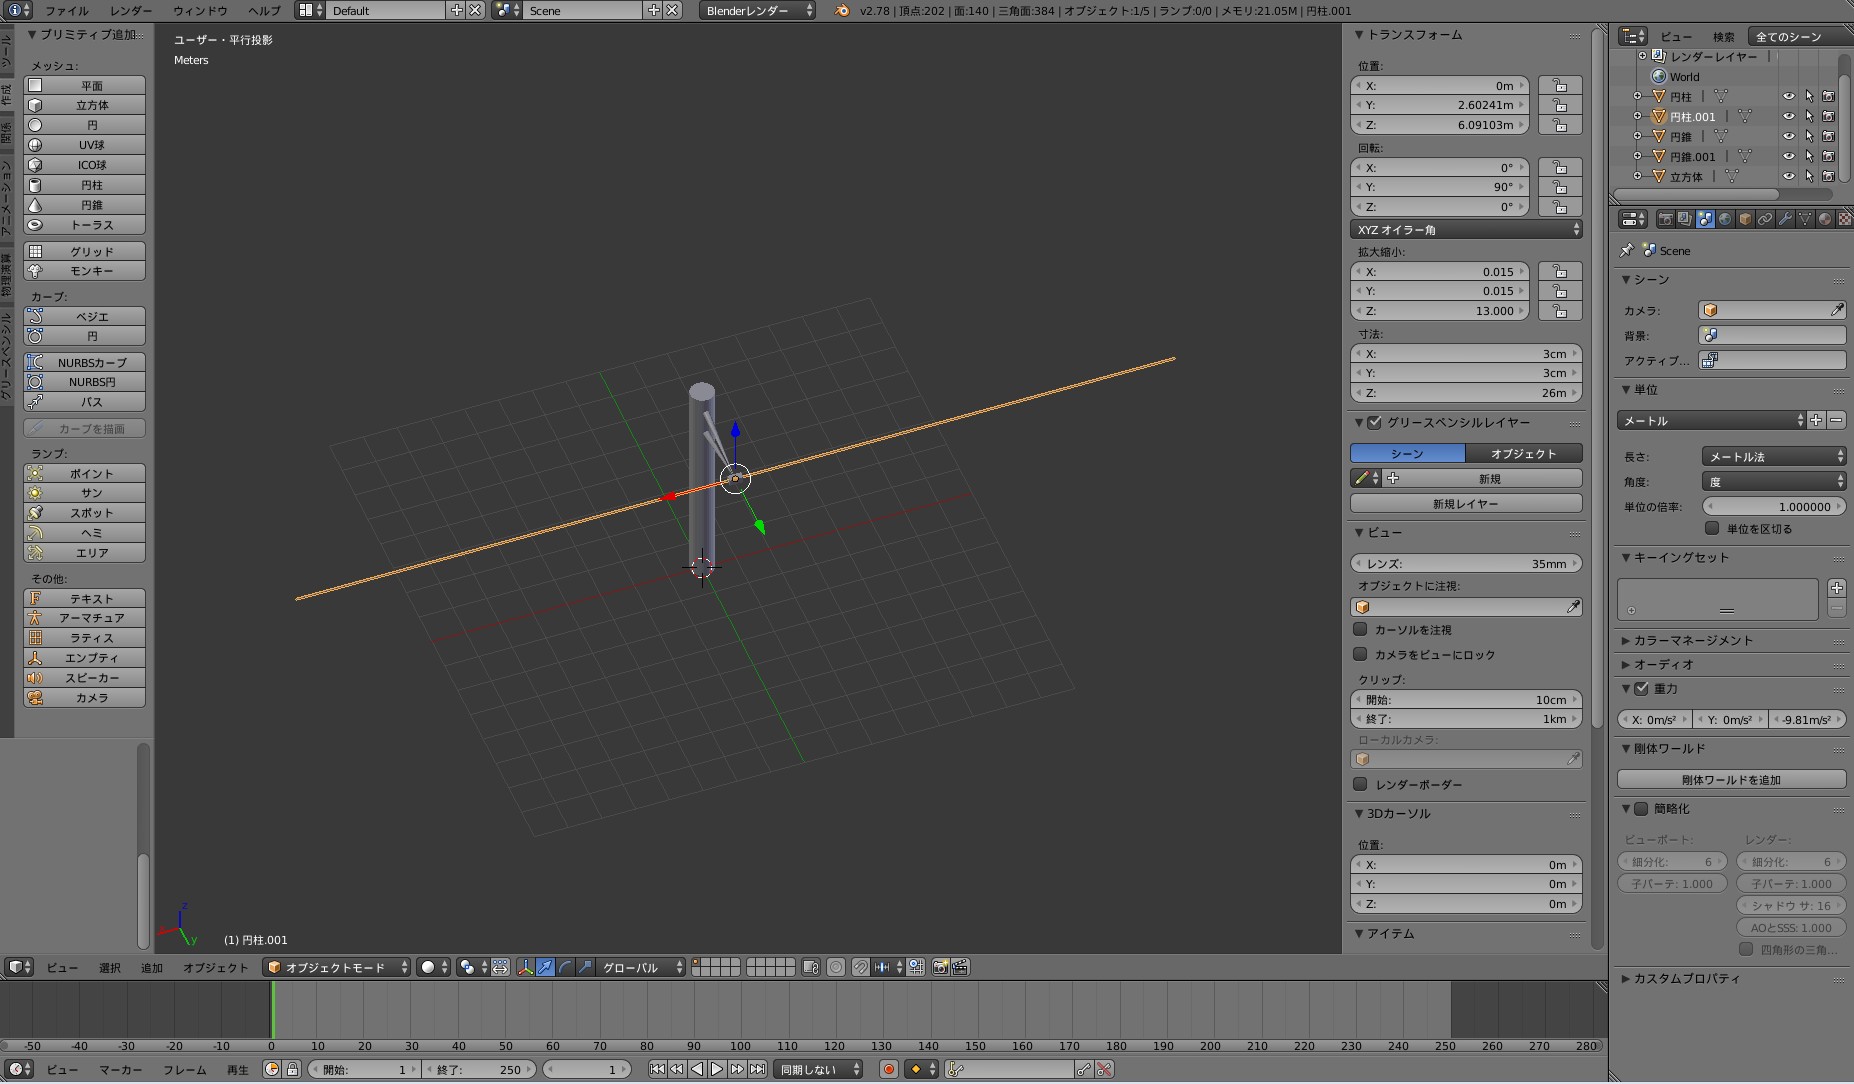 ファイル レンダー ウィンドウ ヘルプ Default Scene Blenderレンダー v2.78 | 頂点:202 | 面:140 | 三角面:384 | オブジェクト:1/5 | ランプ:0/0 | メモリ:21.05M | 円柱.001
ツール
作成
関係
アニメーション
物理演算
グリースペンシル
プリミティブ追加
メッシュ:
平面
立方体
円
UV球
ICO球
円柱
円錐
トーラス
グリッド
モンキー
カーブ:
ベジエ
円
NURBSカーブ
NURBS円
パス
カーブを描画
ランプ:
ポイント
サン
スポット
ヘミ
エリア
その他:
テキスト
アーマチュア
ラティス
エンプティ
スピーカー
カメラ
ユーザー・平行投影
Meters
z
y
(1) 円柱.001
トランスフォーム
位置:
X: 0m
Y: 2.60241m
Z: 6.09103m
回転:
X: 0°
Y: 90°
Z: 0°
XYZ オイラー角
拡大縮小:
X: 0.015
Y: 0.015
Z: 13.000
寸法:
X: 3cm
Y: 3cm
Z: 26m
グリースペンシルレイヤー
シーン オブジェクト
新規
新規レイヤー
ビュー
レンズ: 35mm
オブジェクトに注視:
カーソルを注視
カメラをビューにロック
クリップ:
開始: 10cm
終了: 1km
ローカルカメラ:
レンダーボーダー
3Dカーソル
位置:
X: 0m
Y: 0m
Z: 0m
アイテム
ビュー 検索 全てのシーン
レンダーレイヤー
World
円柱
円柱.001
円錐
円錐.001
立方体
Scene
シーン
カメラ:
背景:
アクティブ...
単位
メートル
長さ: メートル法
角度: 度
単位の倍率: 1.000000
単位を区切る
キーイングセット
カラーマネージメント
オーディオ
重力
X: 0m/s² Y: 0m/s² -9.81m/s²
剛体ワールド
剛体ワールドを追加
簡略化
ビューポート: レンダー:
細分化: 6 細分化: 6
子パーテ: 1.000 子パーテ: 1.000
シャドウ サ: 16
AOとSSS: 1.000
四角形の三角...
カスタムプロパティ
ビュー 選択 追加 オブジェクト オブジェクトモード グローバル
-50 -40 -30 -20 -10 0 10 20 30 40 50 60 70 80 90 100 110 120 130 140 150 160 170 180 190 200 210 220 230 240 250 260 270 280
ビュー マーカー フレーム 再生 開始: 1 終了: 250 1 同期しない